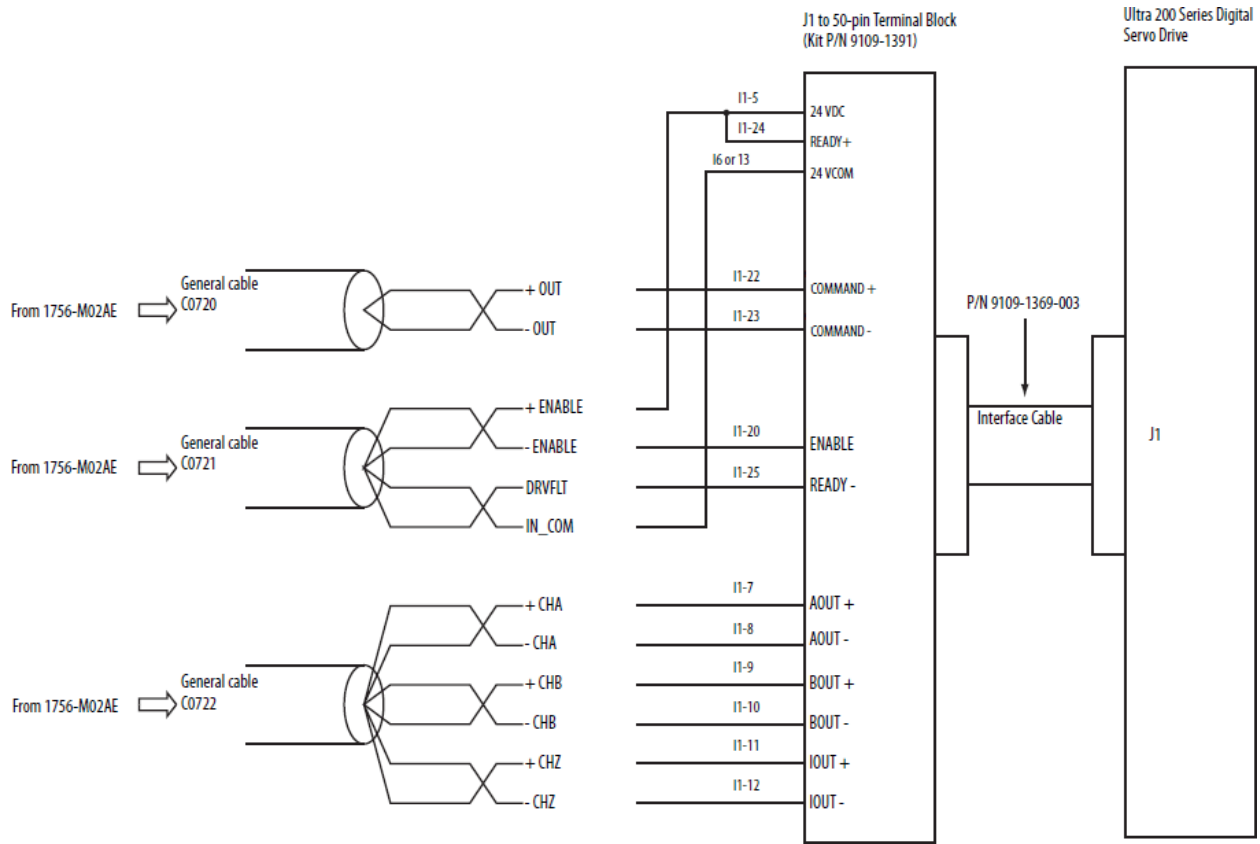 J1 to 50-pin Terminal Block
(Kit P/N 9109-1391)
Ultra 200 Series Digital
Servo Drive
I1-5
24 VDC
I1-24
READY+
I6 or 13
24 VCOM
From 1756-M02AE
General cable
C0720
+ OUT
I1-22
COMMAND +
- OUT
I1-23
COMMAND -
P/N 9109-1369-003
Interface Cable
J1
From 1756-M02AE
General cable
C0721
+ ENABLE
- ENABLE
I1-20
ENABLE
DRVFLT
I1-25
READY -
IN_COM
From 1756-M02AE
General cable
C0722
+ CHA
I1-7
AOUT +
- CHA
I1-8
AOUT -
+ CHB
I1-9
BOUT +
- CHB
I1-10
BOUT -
+ CHZ
I1-11
IOUT +
- CHZ
I1-12
IOUT -